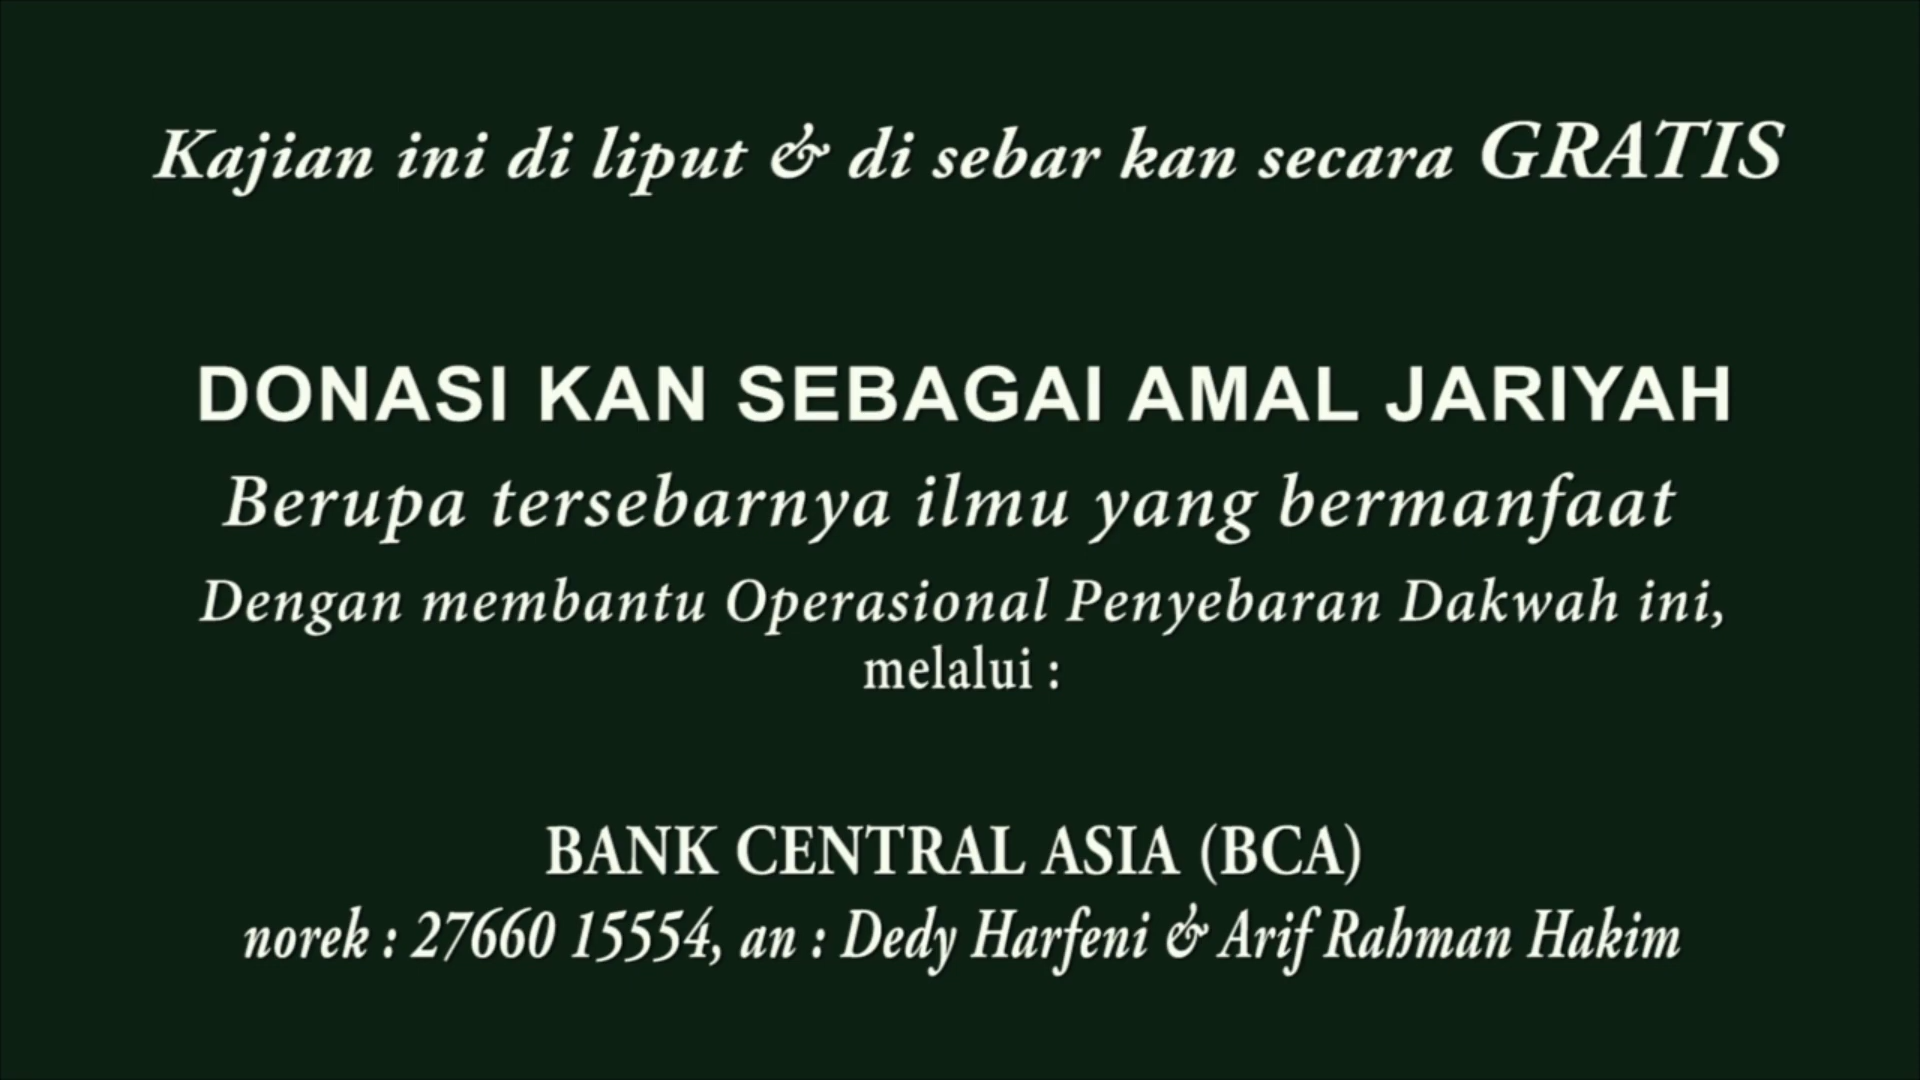 Kajian ini di liput & di sebar kan secara GRATIS
DONASI KAN SEBAGAI AMAL JARIYAH
Berupa tersebarnya ilmu yang bermanfaat
Dengan membantu Operasional Penyebaran Dakwah ini,
melalui :
BANK CENTRAL ASIA (BCA)
norek : 27660 15554, an : Dedy Harfeni & Arif Rahman Hakim